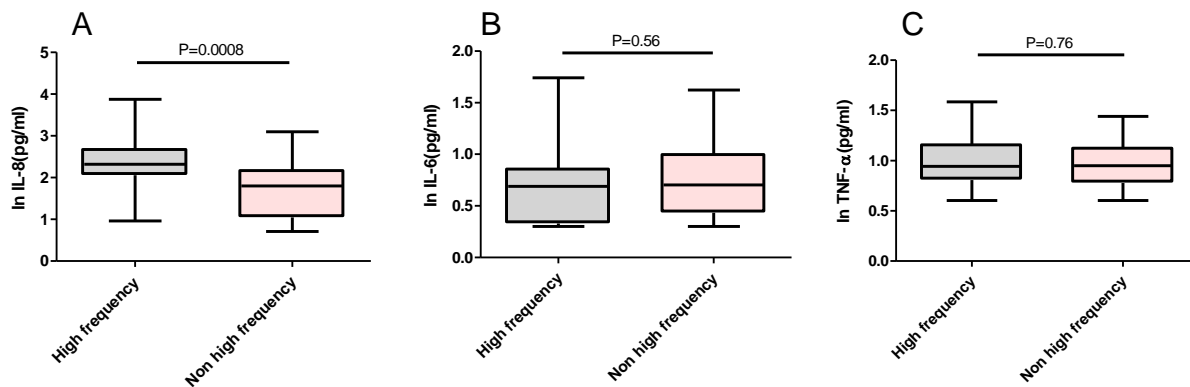 A
P=0.0008
ln IL-8(pg/ml)
5
4
3
2
1
0
High frequency
Non high frequency
B
P=0.56
ln IL-6(pg/ml)
2.0
1.5
1.0
0.5
0.0
High frequency
Non high frequency
C
P=0.76
ln TNF-α(pg/ml)
2.0
1.5
1.0
0.5
0.0
High frequency
Non high frequency